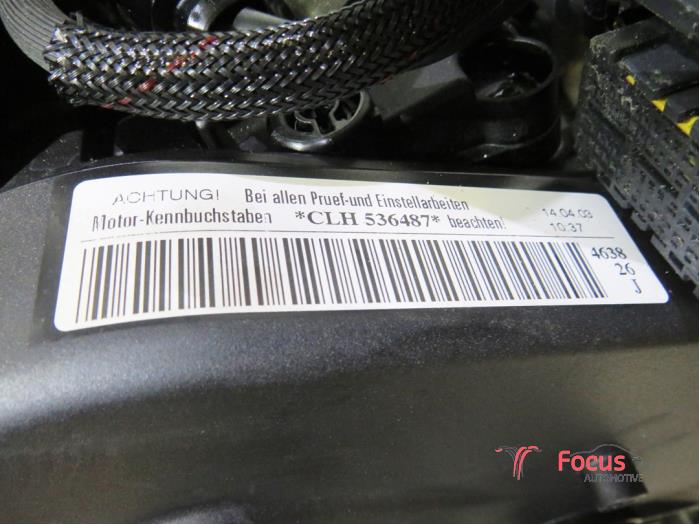 ACHTUNG! Bei allen Pruef-und Einstellarbeiten
Motor-Kennbuchstaben *CLH 536487* beachten!
14.04.03
10.37
4638
26
J
Focus
AUTOMOTIVE